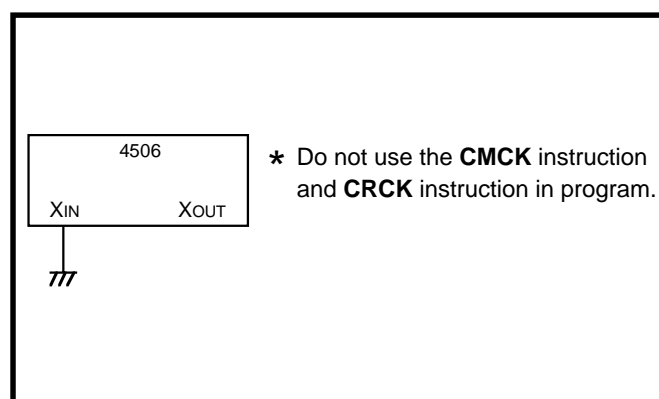 4506
* Do not use the CMCK instruction
and CRCK instruction in program.
XIN XOUT